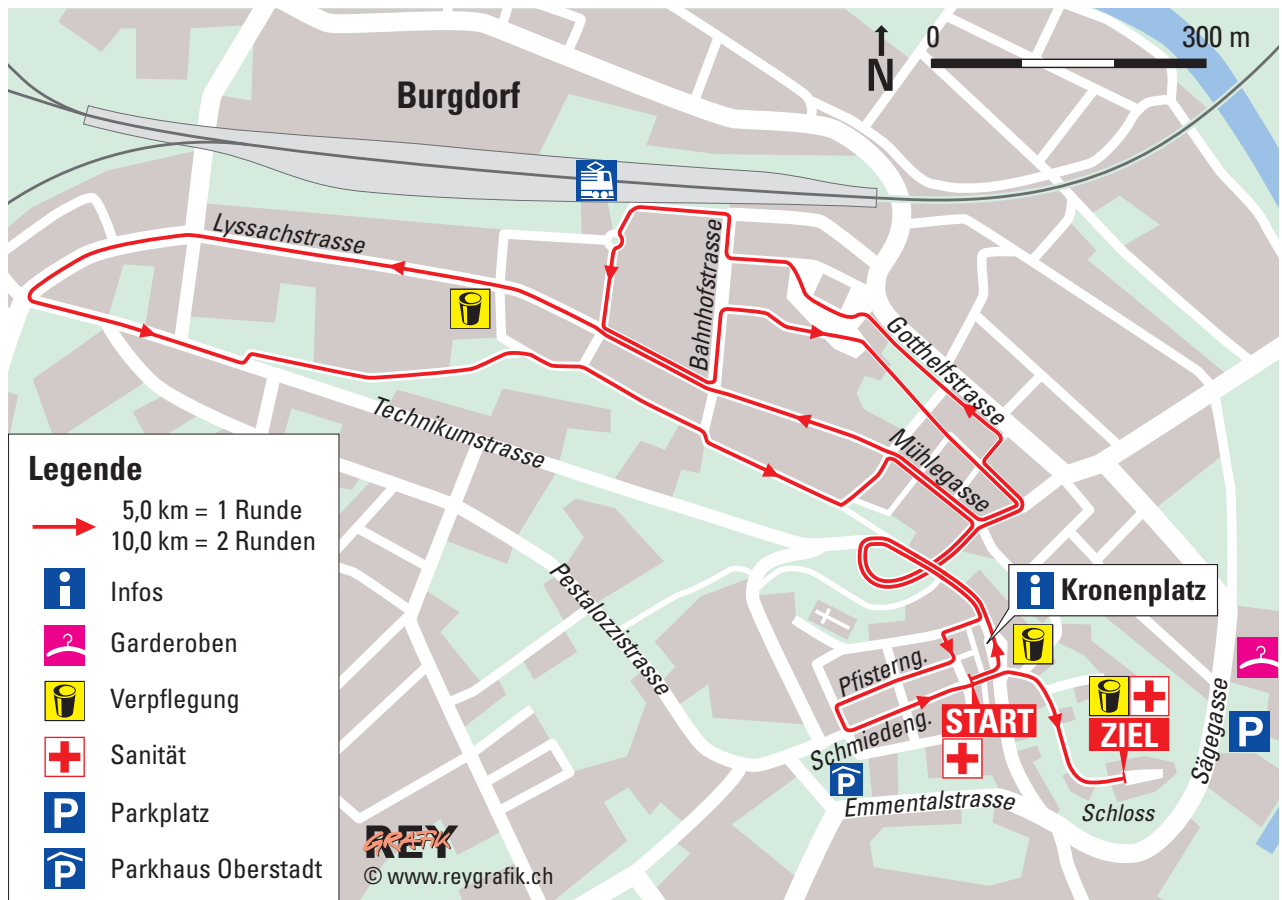 0
300 m
N
Burgdorf
Lyssachstrasse
Bahnhofstrasse
Gotthelfstrasse
Technikumstrasse
Mühlegasse
Legende
5,0 km = 1 Runde
10,0 km = 2 Runden
i Infos
Garderoben
Verpflegung
Sanität
P Parkplatz
P Parkhaus Oberstadt
Pestalozzistrasse
i Kronenplatz
Pfisterng.
Schmiedeng.
START
ZIEL
P
Sägegasse
P
Emmentalstrasse
Schloss
REY
GRAFIK
© www.reygrafik.ch